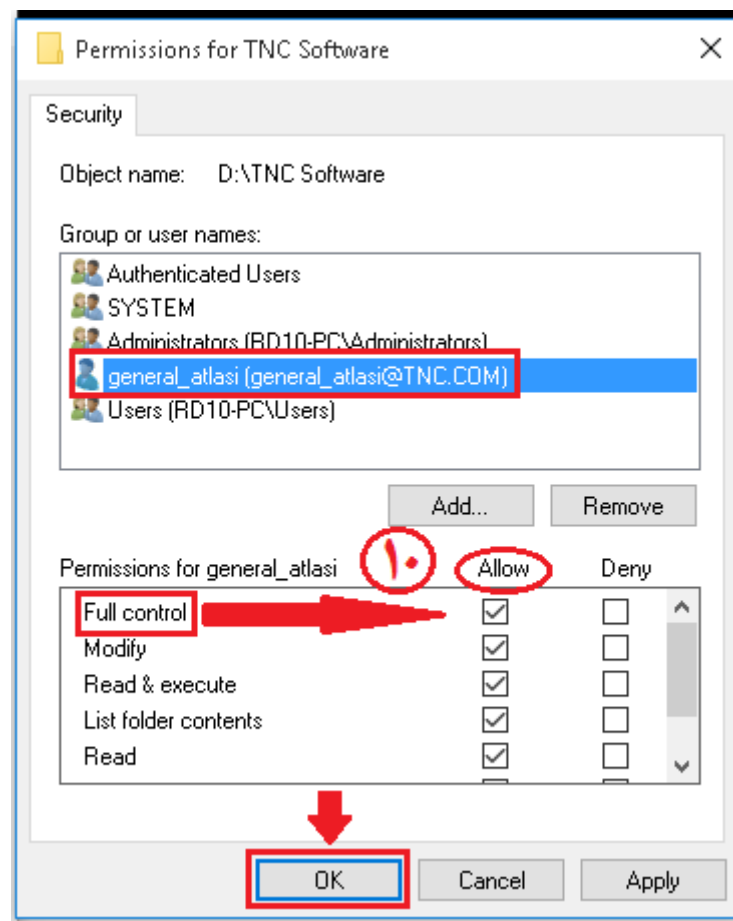 Permissions for TNC Software
Security
Object name: D:\TNC Software
Group or user names:
Authenticated Users
SYSTEM
Administrators (RD10-PC\Administrators)
general_atlasi (general_atlasi@TNC.COM)
Users (RD10-PC\Users)
Add... Remove
Permissions for general_atlasi ۱۰ Allow Deny
Full control
Modify
Read & execute
List folder contents
Read
OK Cancel Apply